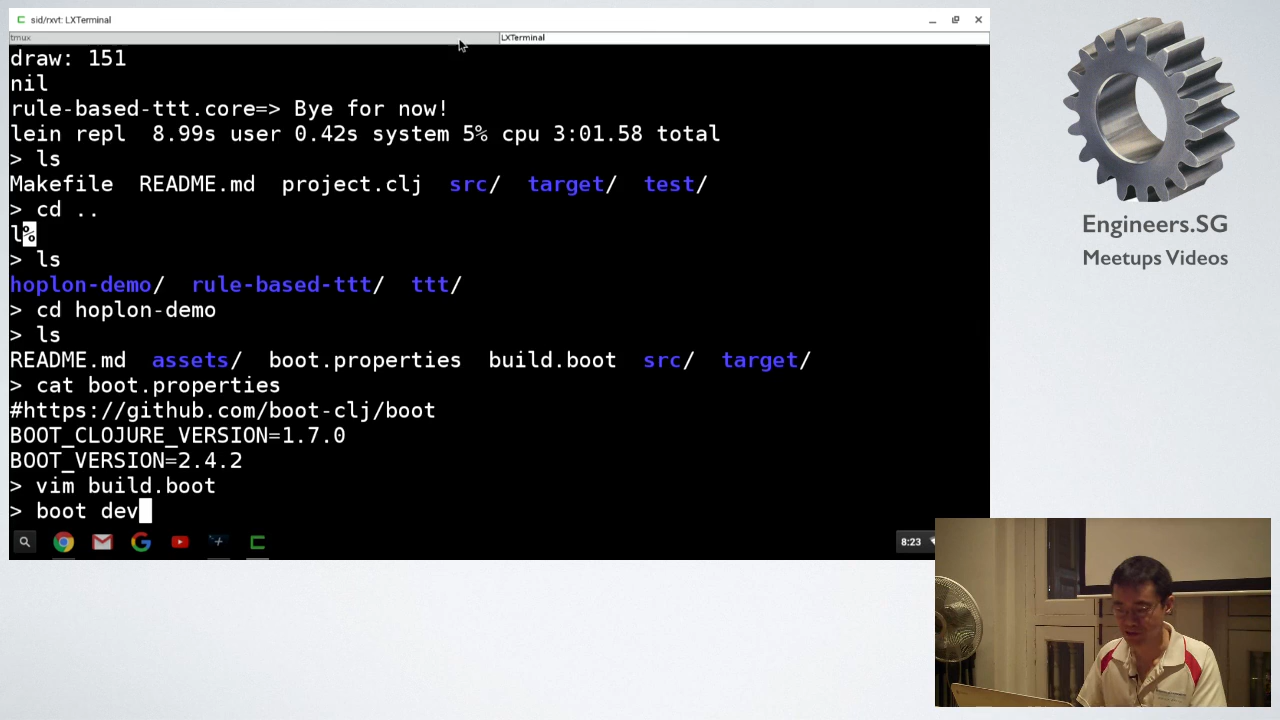 sid/rxvt: LXTerminal
tmux
LXTerminal
draw: 151
nil
rule-based-ttt.core=> Bye for now!
lein repl  8.99s user 0.42s system 5% cpu 3:01.58 total
> ls
Makefile  README.md  project.clj  src/  target/  test/
> cd ..
l%
> ls
hoplon-demo/  rule-based-ttt/  ttt/
> cd hoplon-demo
> ls
README.md  assets/  boot.properties  build.boot  src/  target/
> cat boot.properties
#https://github.com/boot-clj/boot
BOOT_CLOJURE_VERSION=1.7.0
BOOT_VERSION=2.4.2
> vim build.boot
> boot dev
8:23
Engineers.SG
Meetups Videos